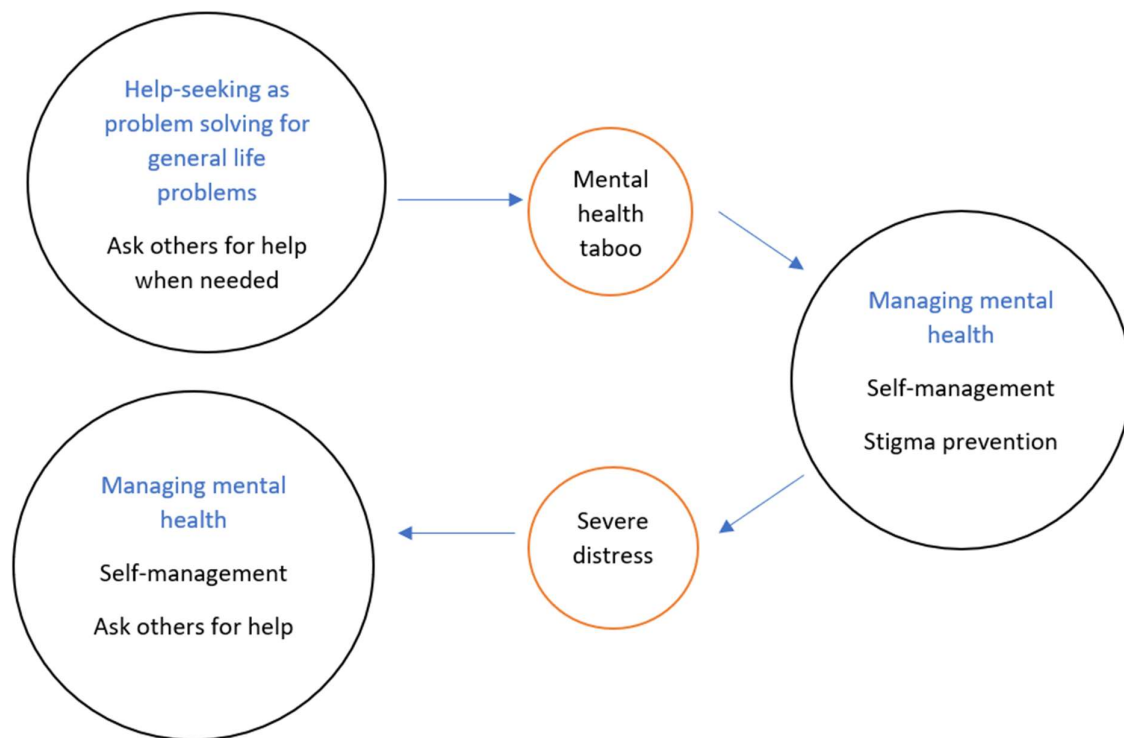 Help-seeking as
problem solving for
general life
problems
Ask others for help
when needed
Mental
health
taboo
Managing mental
health
Self-management
Stigma prevention
Severe
distress
Managing mental
health
Self-management
Ask others for help